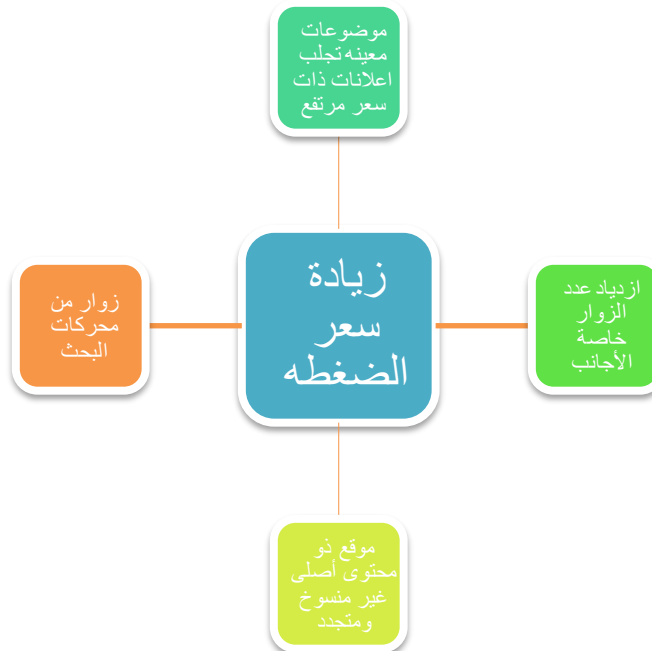 موضوعات
معينه تجلب
اعلانات ذات
سعر مرتفع
زيادة
سعر
الضغطه
ازدياد عدد
الزوار
خاصة
الأجانب
زوار من
محركات
البحث
موقع ذو
محتوى أصلى
غير منسوخ
ومتجدد